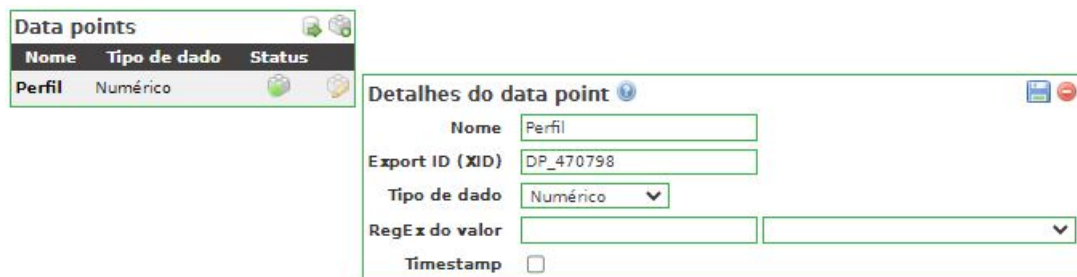 Data points
Nome Tipo de dado Status
Perfil Numérico
Detalhes do data point
Nome Perfil
Export ID (XID) DP_470798
Tipo de dado Numérico
RegEx do valor
Timestamp